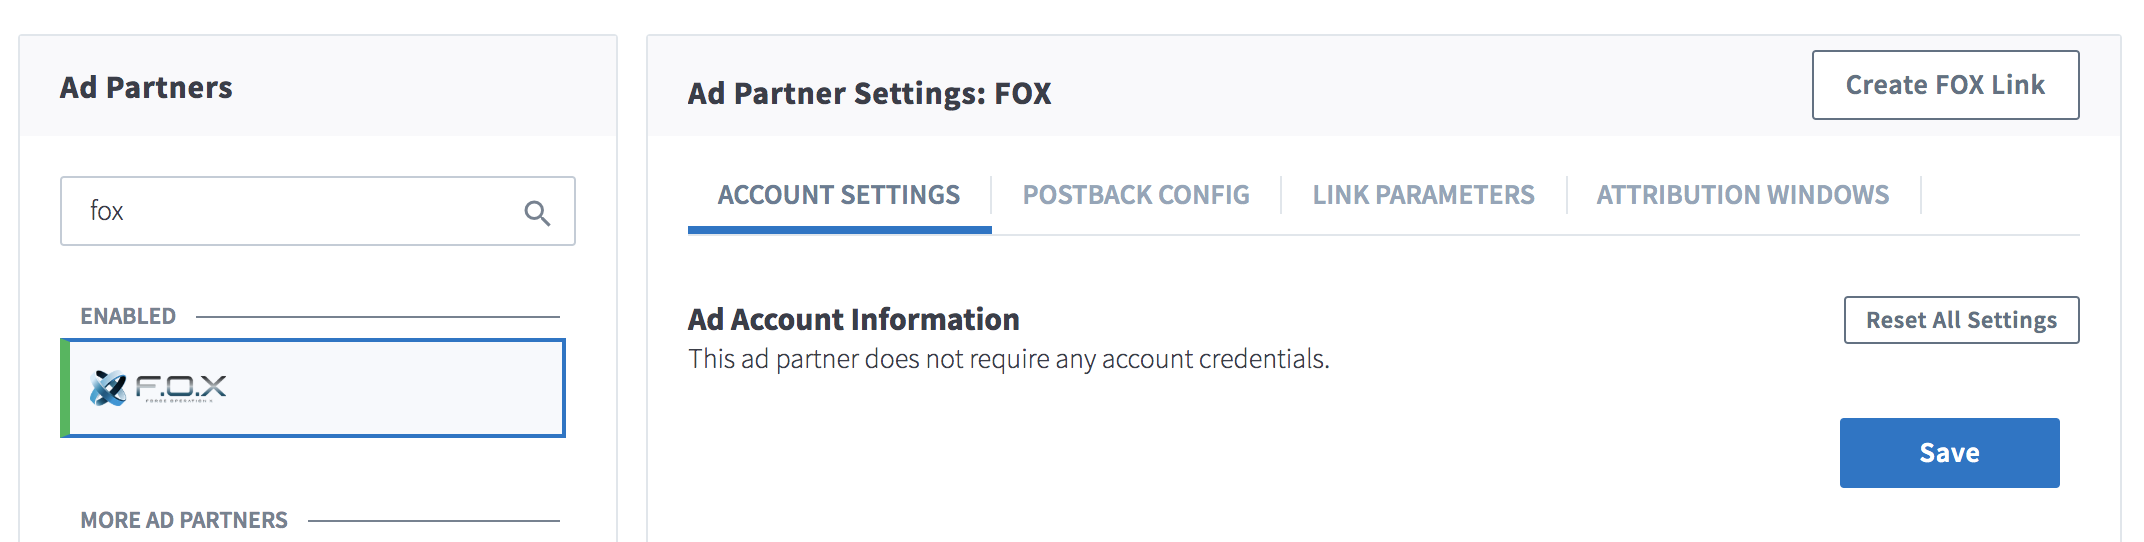 Ad Partners
fox
ENABLED
F.O.X
FORCE OPERATION X
MORE AD PARTNERS
Ad Partner Settings: FOX
Create FOX Link
ACCOUNT SETTINGS
POSTBACK CONFIG
LINK PARAMETERS
ATTRIBUTION WINDOWS
Ad Account Information
Reset All Settings
This ad partner does not require any account credentials.
Save